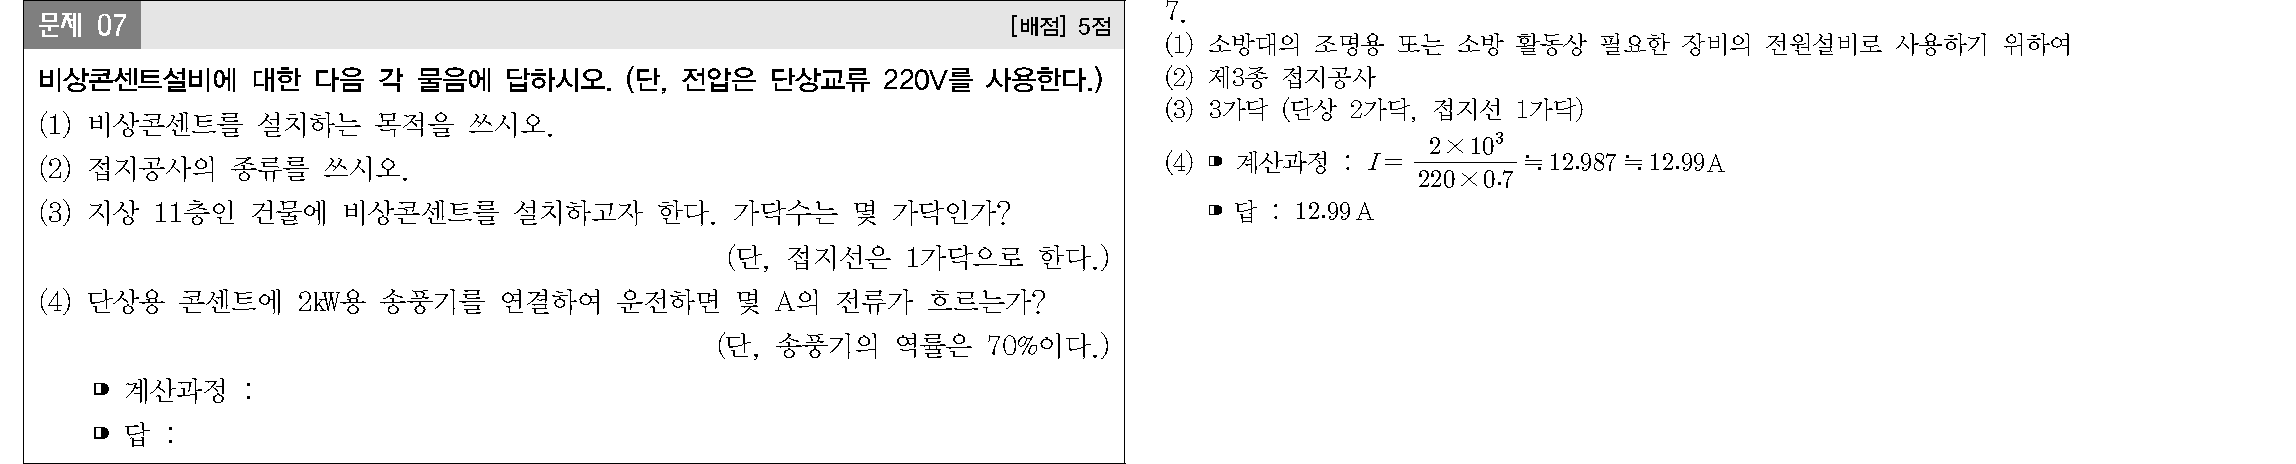 문제 07
[배점] 5점
비상콘센트설비에 대한 다음 각 물음에 답하시오. (단, 전압은 단상교류 220V를 사용한다.)
(1) 비상콘센트를 설치하는 목적을 쓰시오.
(2) 접지공사의 종류를 쓰시오.
(3) 지상 11층인 건물에 비상콘센트를 설치하고자 한다. 가닥수는 몇 가닥인가?
(단, 접지선은 1가닥으로 한다.)
(4) 단상용 콘센트에 2㎾용 송풍기를 연결하여 운전하면 몇 A의 전류가 흐르는가?
(단, 송풍기의 역률은 70%이다.)
계산과정 :
답 :
7.
(1) 소방대의 조명용 또는 소방 활동상 필요한 장비의 전원설비로 사용하기 위하여
(2) 제3종 접지공사
(3) 3가닥 (단상 2가닥, 접지선 1가닥)
(4) 계산과정 : I = 2×10³ / 220×0.7 ≒ 12.987 ≒ 12.99A
답 : 12.99A